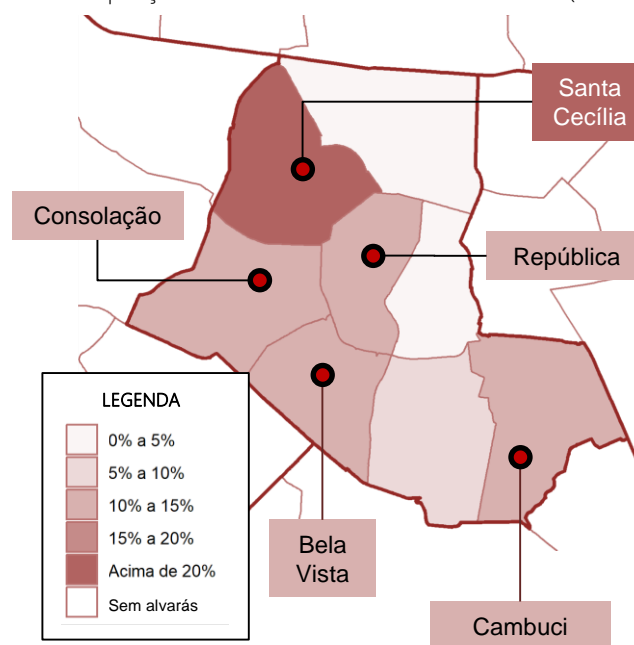 Santa
Cecília
Consolação
República
LEGENDA
0% a 5%
5% a 10%
10% a 15%
15% a 20%
Acima de 20%
Sem alvarás
Bela
Vista
Cambuci